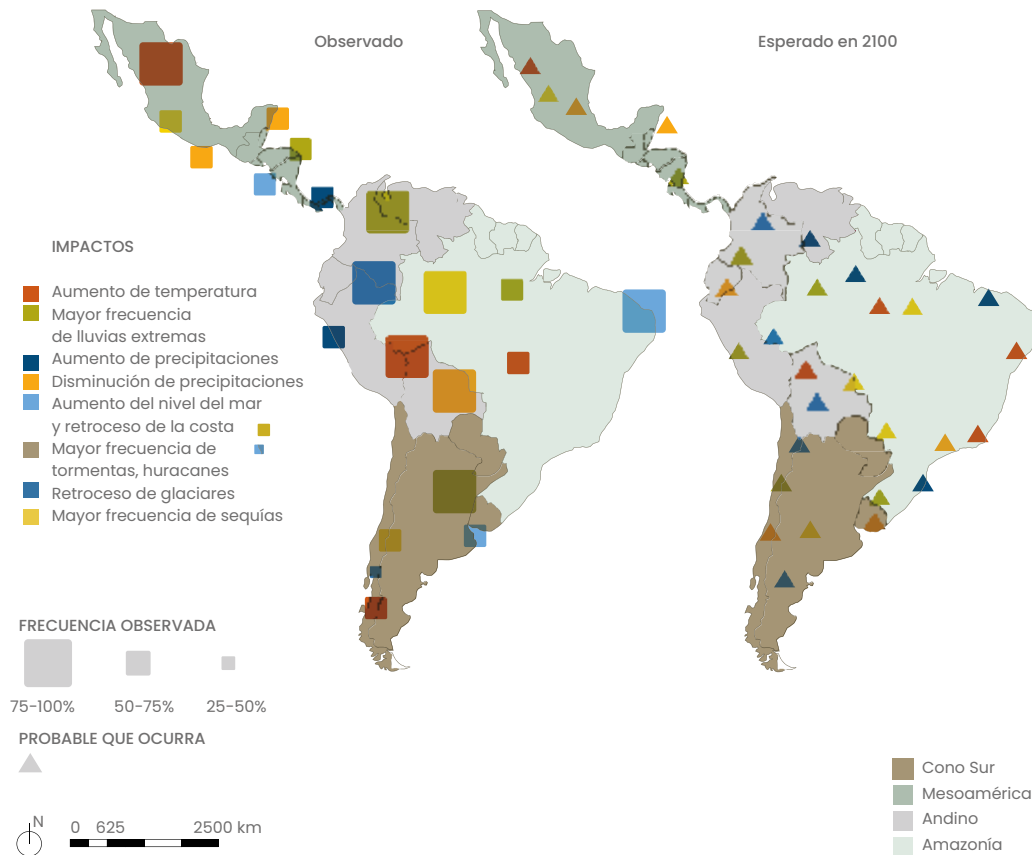 Observado
Esperado en 2100
IMPACTOS
Aumento de temperatura
Mayor frecuencia
de lluvias extremas
Aumento de precipitaciones
Disminución de precipitaciones
Aumento del nivel del mar
y retroceso de la costa
Mayor frecuencia de
tormentas, huracanes
Retroceso de glaciares
Mayor frecuencia de sequías
FRECUENCIA OBSERVADA
75-100% 50-75% 25-50%
PROBABLE QUE OCURRA
N 0 625 2500 km
Cono Sur
Mesoamérica
Andino
Amazonía